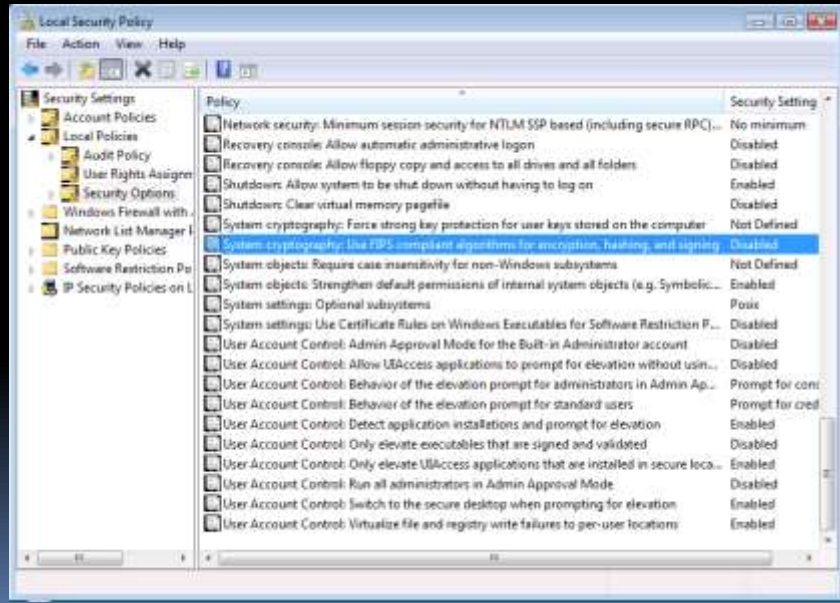 Local Security Policy
File Action View Help
Security Settings
Account Policies
Local Policies
Audit Policy
User Rights Assignm
Security Options
Windows Firewall with
Network List Manager
Public Key Policies
Software Restriction Po
IP Security Policies on L
Policy Security Setting
Network security: Minimum session security for NTLM SSP based (including secure RPC)... No minimum
Recovery console: Allow automatic administrative logon Disabled
Recovery console: Allow floppy copy and access to all drives and all folders Disabled
Shutdown: Allow system to be shut down without having to log on Enabled
Shutdown: Clear virtual memory pagefile Disabled
System cryptography: Force strong key protection for user keys stored on the computer Not Defined
System cryptography: Use FIPS compliant algorithms for encryption, hashing, and signing Disabled
System objects: Require case insensitivity for non-Windows subsystems Not Defined
System objects: Strengthen default permissions of internal system objects (e.g. Symbolic... Enabled
System settings: Optional subsystems Posix
System settings: Use Certificate Rules on Windows Executables for Software Restriction P... Disabled
User Account Control: Admin Approval Mode for the Built-in Administrator account Disabled
User Account Control: Allow UIAccess applications to prompt for elevation without usin... Disabled
User Account Control: Behavior of the elevation prompt for administrators in Admin Ap... Prompt for cons
User Account Control: Behavior of the elevation prompt for standard users Prompt for cred
User Account Control: Detect application installations and prompt for elevation Enabled
User Account Control: Only elevate executables that are signed and validated Disabled
User Account Control: Only elevate UIAccess applications that are installed in secure loca... Enabled
User Account Control: Run all administrators in Admin Approval Mode Disabled
User Account Control: Switch to the secure desktop when prompting for elevation Enabled
User Account Control: Virtualize file and registry write failures to per-user locations Enabled